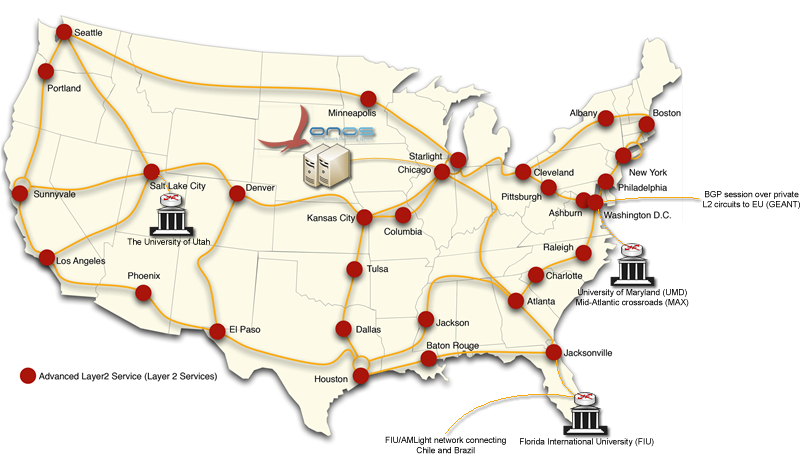 Seattle
Portland
Minneapolis
Albany
Boston
onos
Starlight
Chicago
Cleveland
New York
Salt Lake City
Denver
Pittsburgh
Philadelphia
BGP session over private
L2 circuits to EU (GEANT)
Sunnyvale
Kansas City
Columbia
Ashburn
Washington D.C.
The University of Utah
Raleigh
Los Angeles
Phoenix
Tulsa
Charlotte
University of Maryland (UMD)
Mid-Atlantic crossroads (MAX)
Atlanta
El Paso
Dallas
Jackson
Baton Rouge
Jacksonville
Advanced Layer2 Service (Layer 2 Services)
Houston
FIU/AMLight network connecting
Chile and Brazil
Florida International University (FIU)